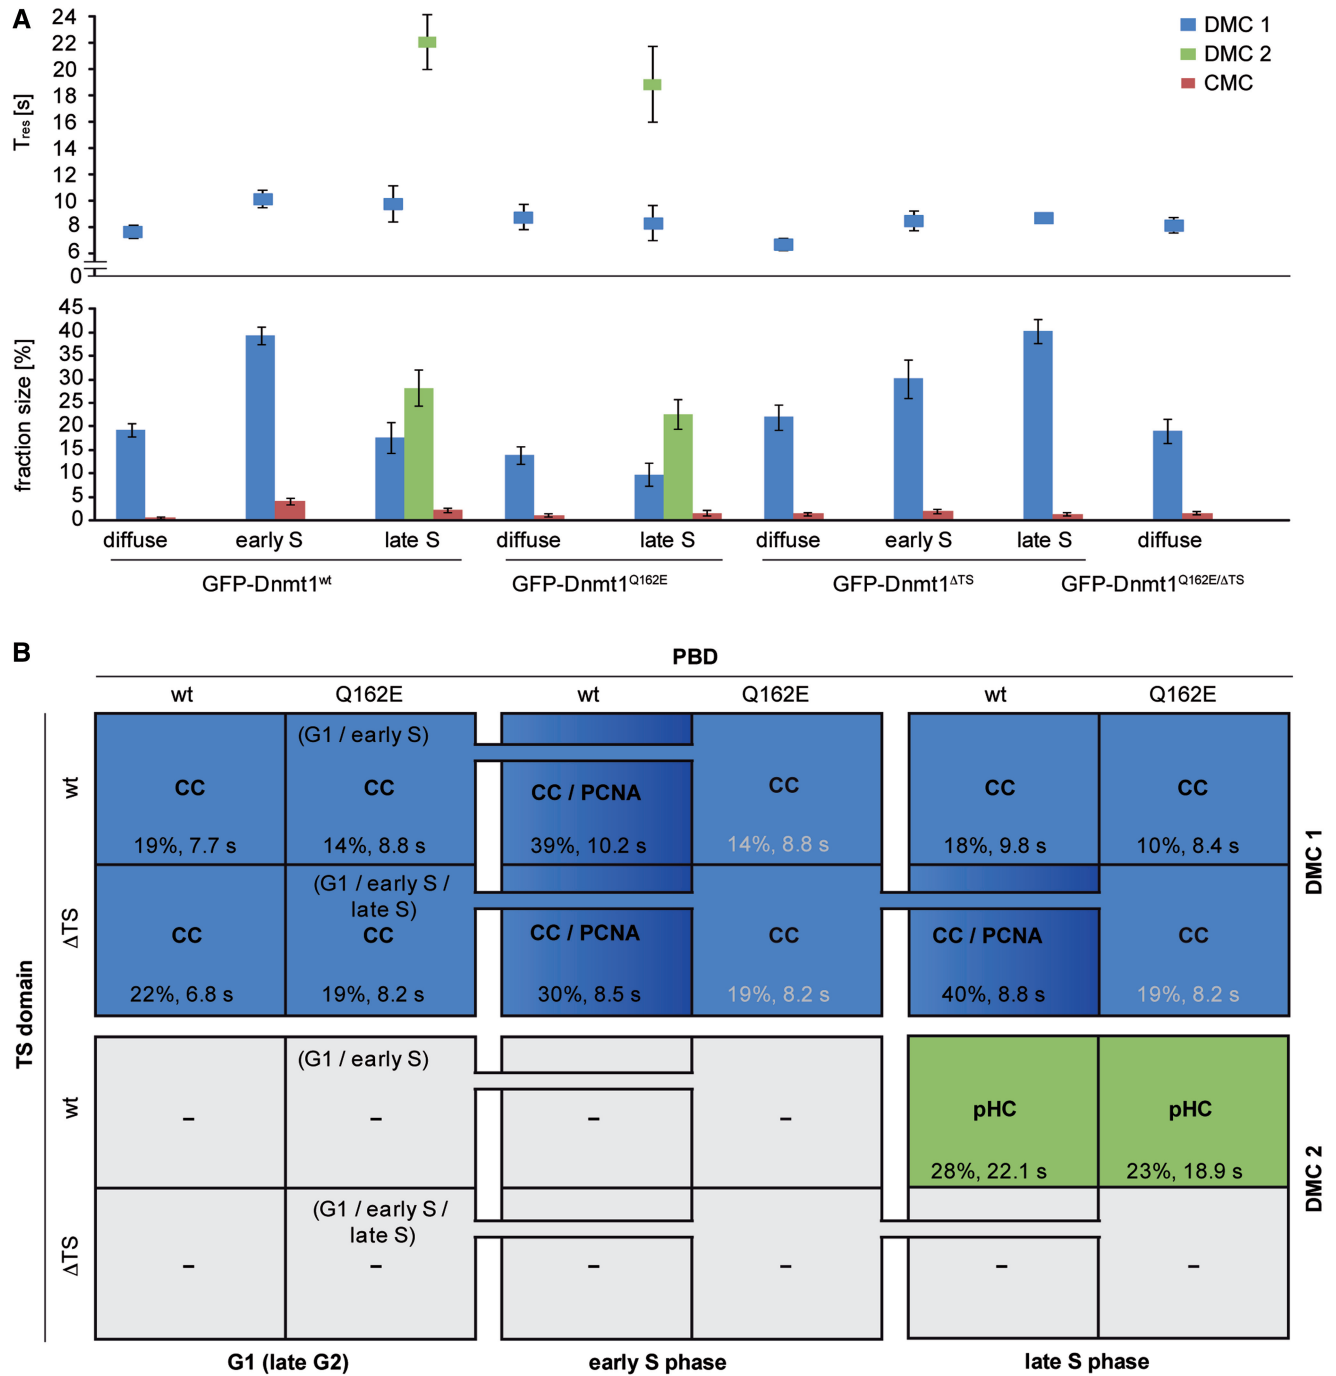 A
24
22
20
18
16
14
12
10
8
6
0
Tres [s]
DMC 1
DMC 2
CMC
45
40
35
30
25
20
15
10
5
0
fraction size [%]
diffuse early S late S diffuse late S diffuse early S late S diffuse
GFP-Dnmt1wt GFP-Dnmt1Q162E GFP-Dnmt1ΔTS GFP-Dnmt1Q162E/ΔTS
B
PBD
wt Q162E wt Q162E wt Q162E
TS domain
wt
(G1 / early S)
CC CC CC / PCNA CC CC CC
19%, 7.7 s 14%, 8.8 s 39%, 10.2 s 14%, 8.8 s 18%, 9.8 s 10%, 8.4 s
DMC 1
ΔTS
(G1 / early S /
late S)
CC CC CC / PCNA CC CC / PCNA CC
22%, 6.8 s 19%, 8.2 s 30%, 8.5 s 19%, 8.2 s 40%, 8.8 s 19%, 8.2 s
wt
(G1 / early S)
– – – – pHC pHC
28%, 22.1 s 23%, 18.9 s
DMC 2
ΔTS
(G1 / early S /
late S)
– – – – – –
G1 (late G2) early S phase late S phase